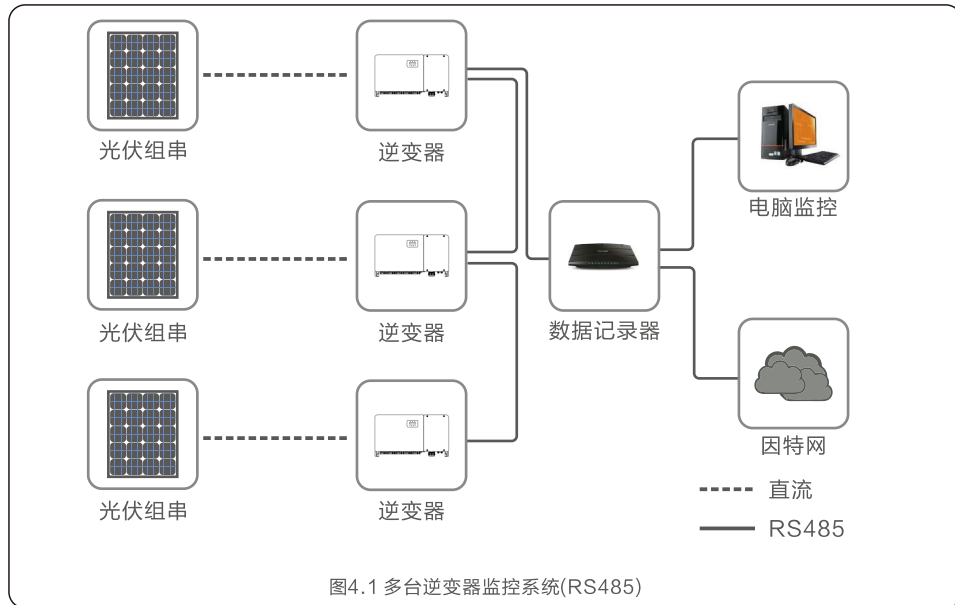 光伏组串
逆变器
电脑监控
光伏组串
逆变器
数据记录器
因特网
光伏组串
逆变器
直流
RS485
图4.1 多台逆变器监控系统(RS485)